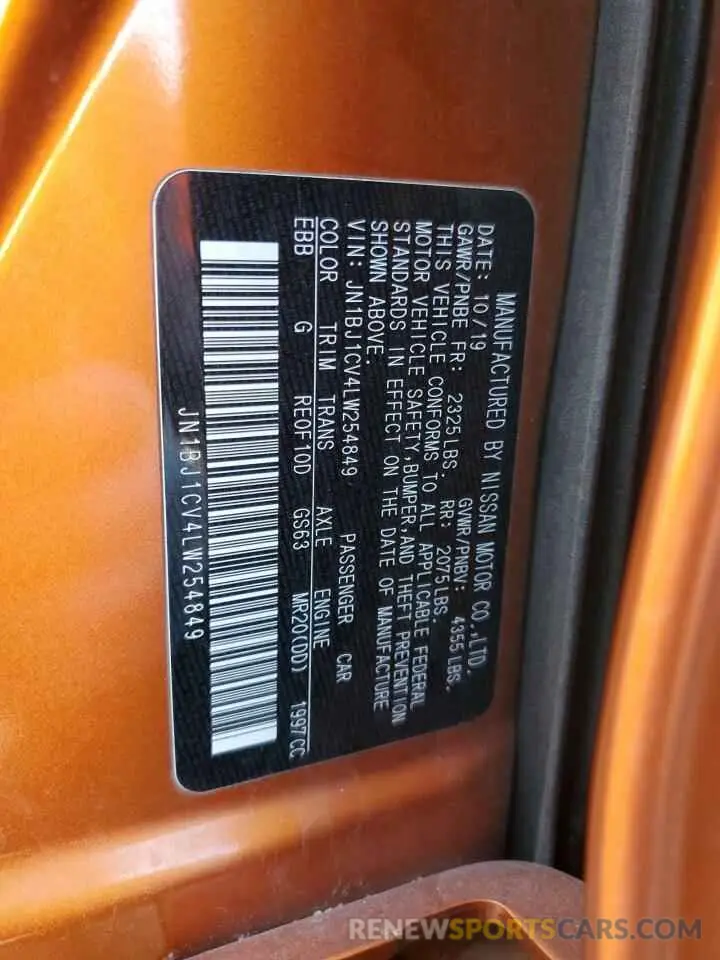 MANUFACTURED BY NISSAN MOTOR CO.,LTD.
DATE: 10/19 GVWR/PNBV: 4355LBS.
GAWR/PNBE FR: 2325LBS. RR: 2075LBS.
THIS VEHICLE CONFORMS TO ALL APPLICABLE FEDERAL
MOTOR VEHICLE SAFETY,BUMPER,AND THEFT PREVENTION
STANDARDS IN EFFECT ON THE DATE OF MANUFACTURE
SHOWN ABOVE.
VIN: JN1BJ1CV4LW254849 PASSENGER CAR
COLOR TRIM TRANS AXLE ENGINE
EBB G RE0F10D GS63 MR20(DD) 1997CC
JN1BJ1CV4LW254849
RENEWSPORTSCARS.COM